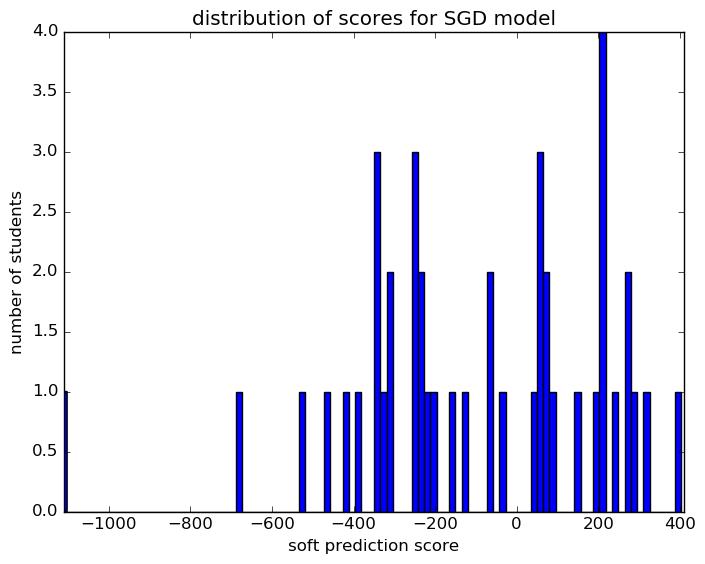 distribution of scores for SGD model
4.0
3.5
3.0
2.5
2.0
1.5
1.0
0.5
0.0
number of students
−1000 −800 −600 −400 −200 0 200 400
soft prediction score